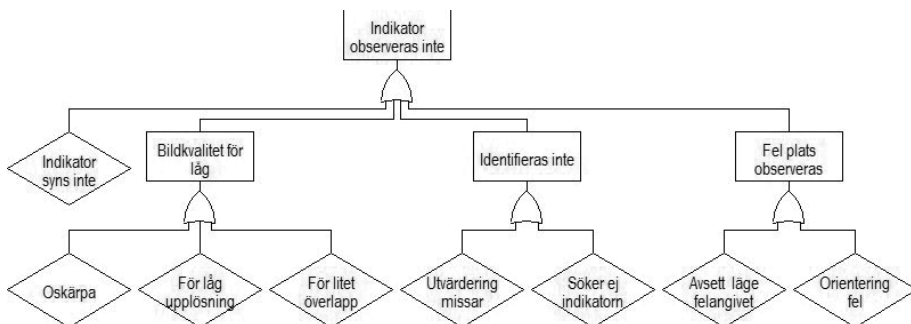 Indikator
observeras inte
Indikator
syns inte
Bildkvalitet för
låg
Identifieras inte
Fel plats
observeras
Oskärpa
För låg
upplösning
För litet
överlapp
Utvärdering
missar
Söker ej
indikatorn
Avsett läge
felangivet
Orientering
fel